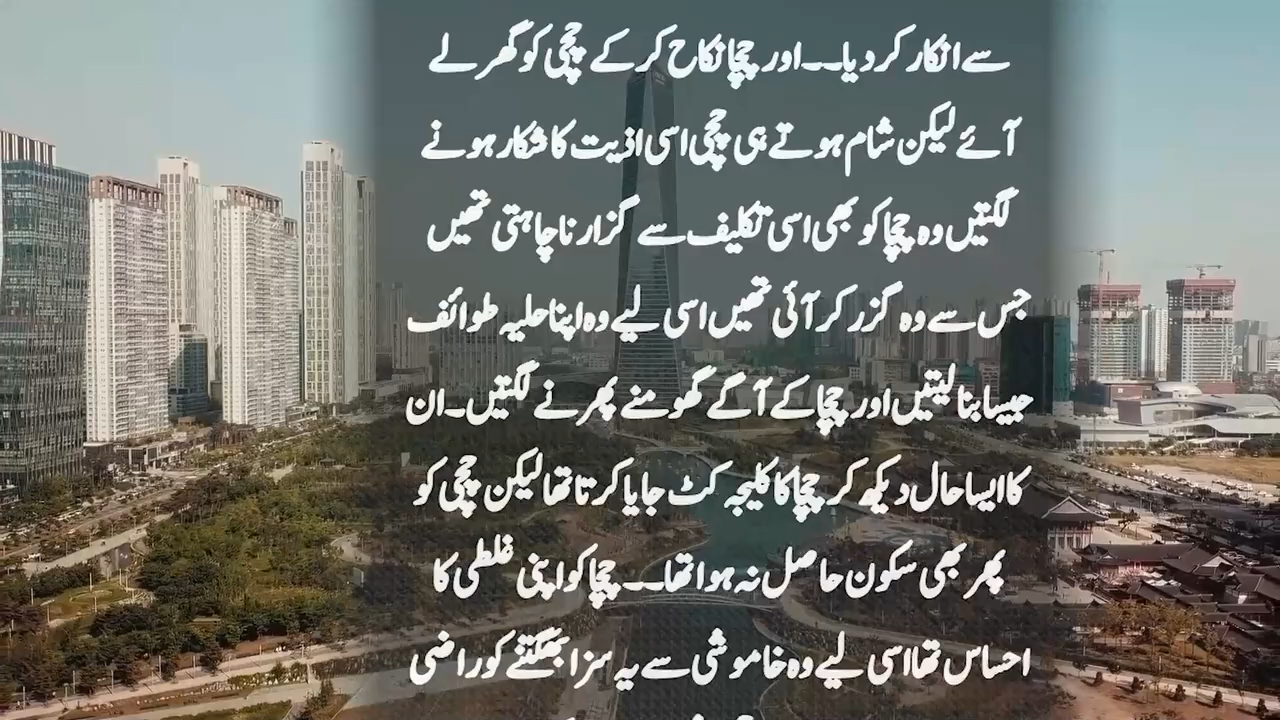 سے انکار کر دیا۔۔ اور چچا نکاح کر کے چچی کو گھر لے
آئے لیکن شام ہوتے ہی چچی اسی اذیت کا شکار ہونے
لگتیں وہ چچا کو بھی اسی تکلیف سے گزارنا چاہتی تھیں
جس سے وہ گزر کر آئی تھیں اسی لیے وہ اپنا حلیہ طوائف
جیسا بنا لیتیں اور چچا کے آگے گھومنے پھرنے لگتیں۔ ان
کا ایسا حال دیکھ کر چچا کا کلیجہ کٹ جایا کرتا تھا لیکن چچی کو
پھر بھی سکون حاصل نہ ہوا تھا۔۔ چچا کو اپنی غلطی کا
احساس تھا اسی لیے وہ خاموشی سے یہ سزا بھگتنے کو راضی